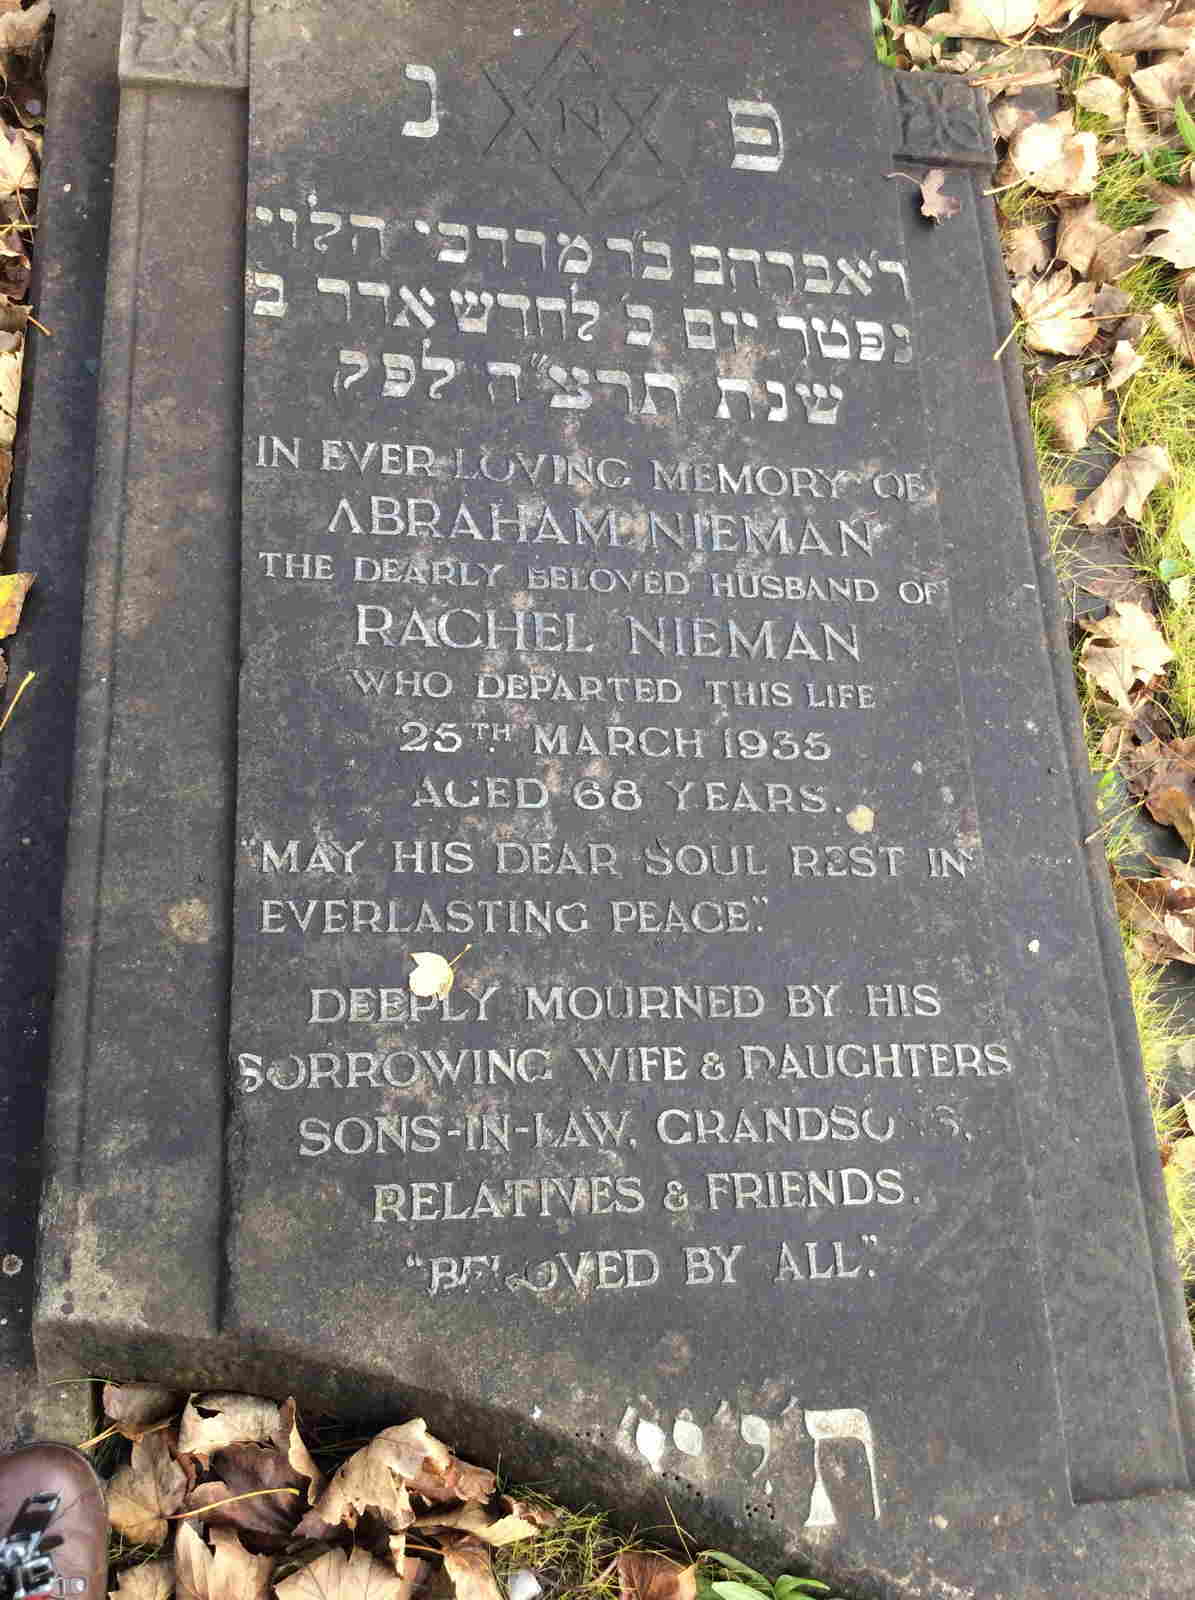 פ נ
ר׳ אברהם ב״ר מרדכי הלוי
נפטר יום כ׳ לחדש אדר ב
שנת תרצ״ה לפק
IN EVER LOVING MEMORY OF
ABRAHAM NIEMAN
THE DEARLY BELOVED HUSBAND OF
RACHEL NIEMAN
WHO DEPARTED THIS LIFE
25TH MARCH 1935
AGED 68 YEARS.
"MAY HIS DEAR SOUL REST IN
EVERLASTING PEACE."
DEEPLY MOURNED BY HIS
SORROWING WIFE & DAUGHTERS
SONS-IN-LAW, GRANDSONS,
RELATIVES & FRIENDS.
"BELOVED BY ALL."
ת׳ י׳ י׳ י׳